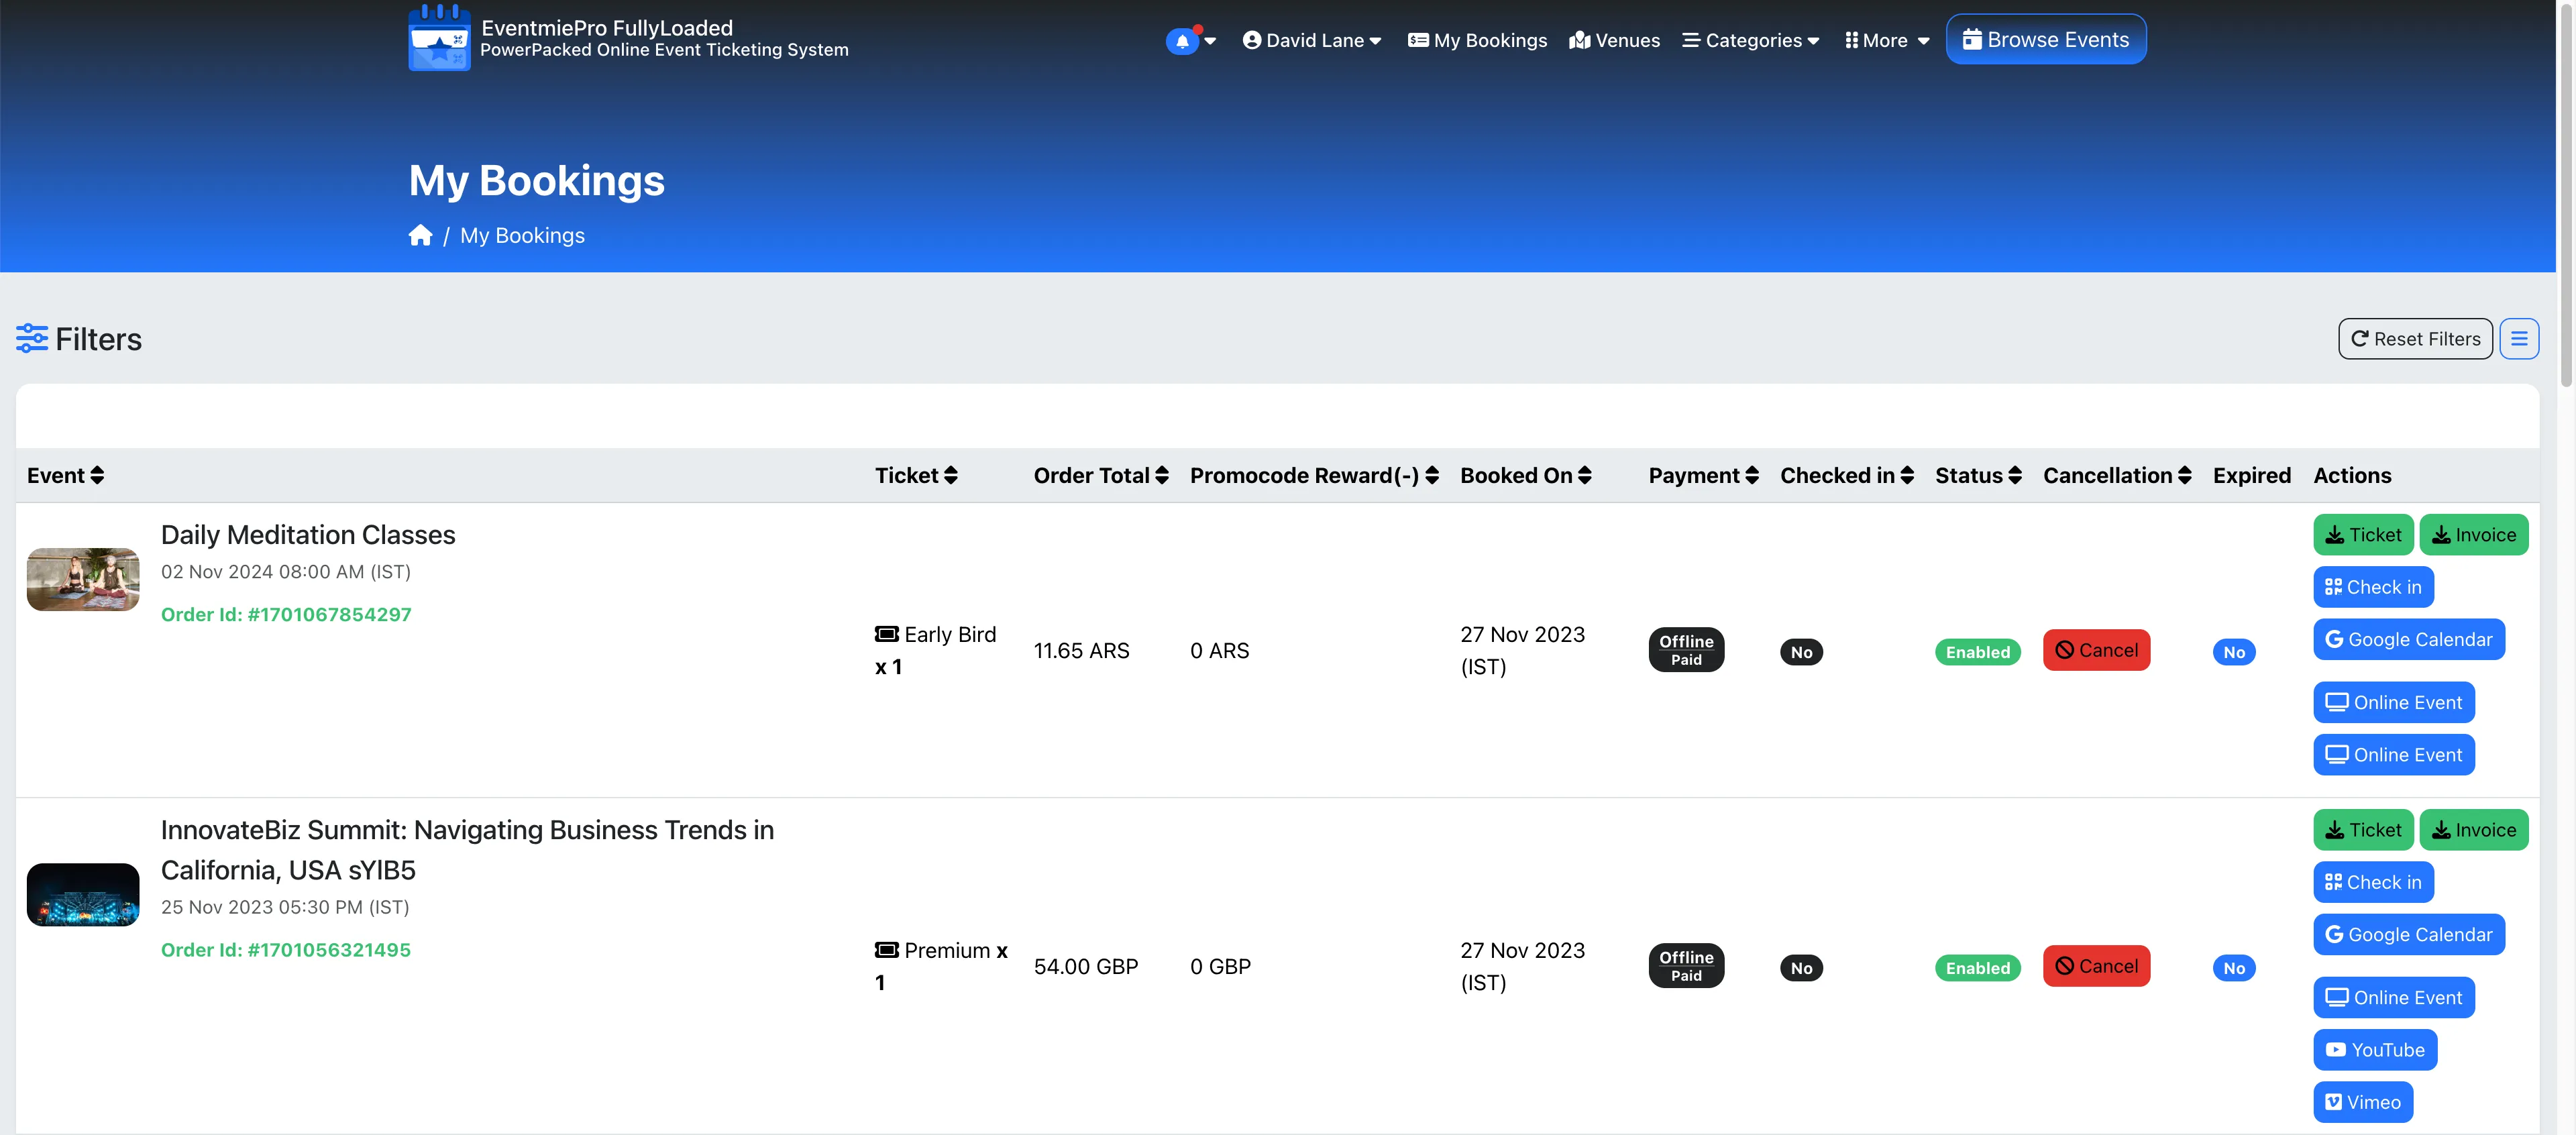 EventmiePro FullyLoaded
PowerPacked Online Event Ticketing System
David Lane
My Bookings
Venues
Categories
More
Browse Events
My Bookings
/ My Bookings
Filters
Reset Filters
Event
Ticket
Order Total
Promocode Reward(-)
Booked On
Payment
Checked in
Status
Cancellation
Expired
Actions
Daily Meditation Classes
02 Nov 2024 08:00 AM (IST)
Order Id: #1701067854297
Early Bird
x 1
11.65 ARS
0 ARS
27 Nov 2023
(IST)
Offline
Paid
No
Enabled
Cancel
No
Ticket
Invoice
Check in
Google Calendar
Online Event
Online Event
InnovateBiz Summit: Navigating Business Trends in
California, USA sYlB5
25 Nov 2023 05:30 PM (IST)
Order Id: #1701056321495
Premium x
1
54.00 GBP
0 GBP
27 Nov 2023
(IST)
Offline
Paid
No
Enabled
Cancel
No
Ticket
Invoice
Check in
Google Calendar
Online Event
YouTube
Vimeo